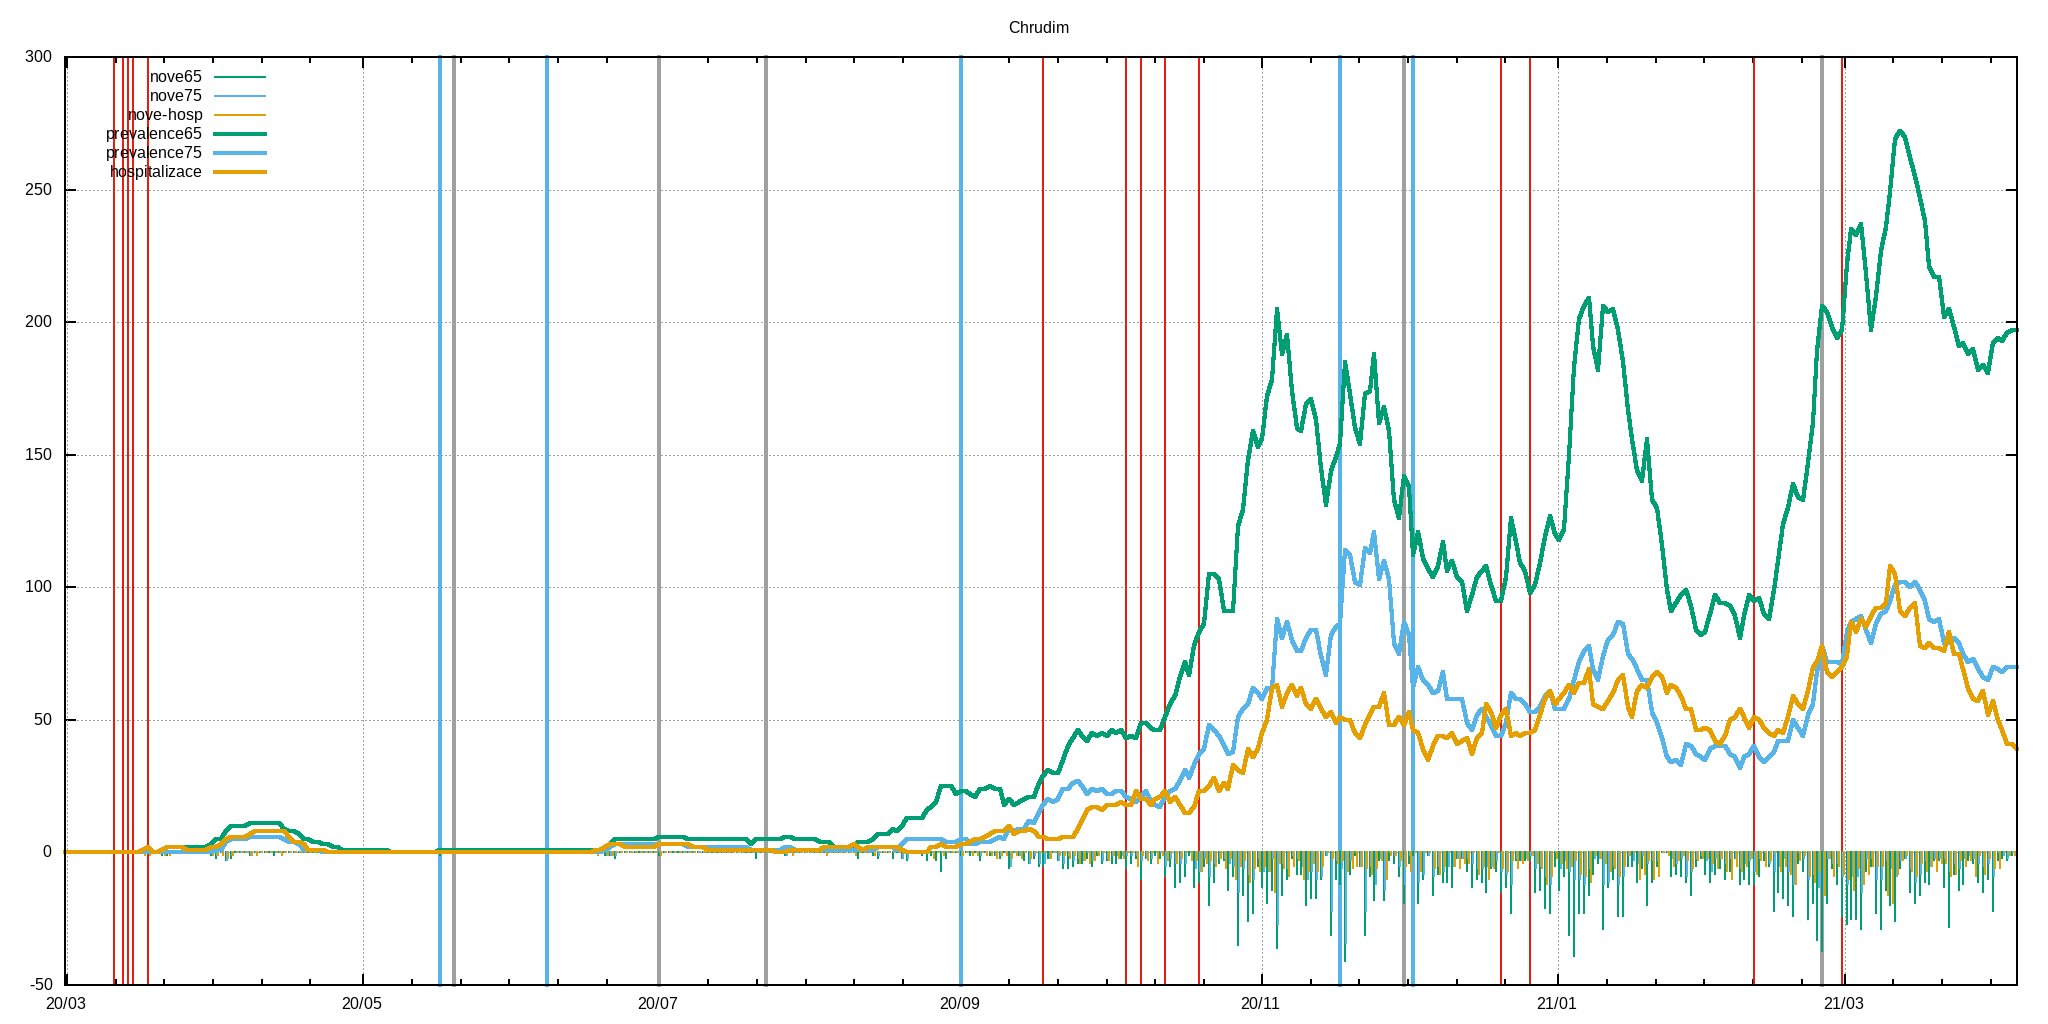 Chrudim
300
250
200
150
100
50
0
-50
nove65
nove75
nove-hosp
prevalence65
prevalence75
hospitalizace
20/03 20/05 20/07 20/09 20/11 21/01 21/03